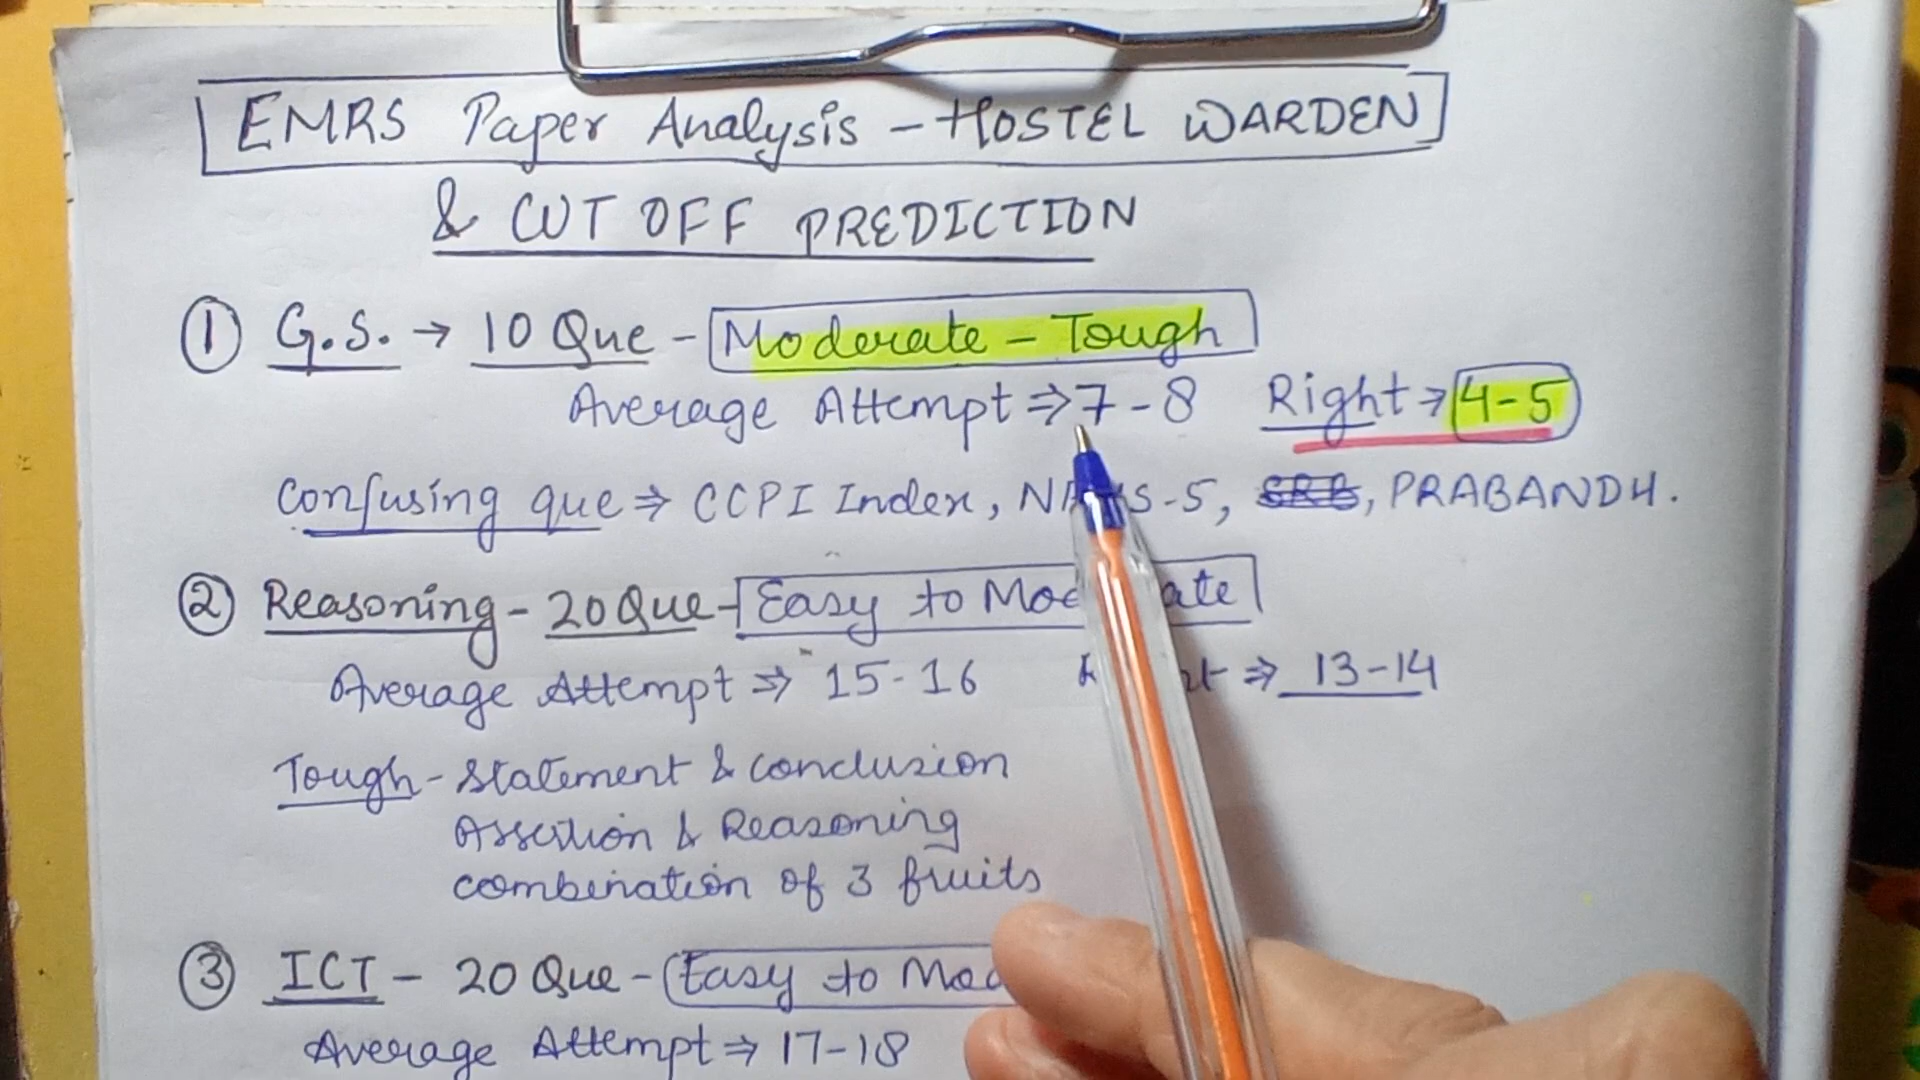 EMRS Paper Analysis - HOSTEL WARDEN
& CUT OFF PREDICTION
① G.S. → 10 Que - Moderate - Tough
Average Attempt ⇒ 7 - 8 Right → 4-5
Confusing que ⇒ CCPI Index, PRABANDH.
② Reasoning - 20 Que - Easy to
Average Attempt ⇒ 15-16 ⇒ 13-14
Tough - Statement & conclusion
Assertion & Reasoning
combination of 3 fruits
③ ICT - 20 Que - Easy to
Average Attempt ⇒ 17-18